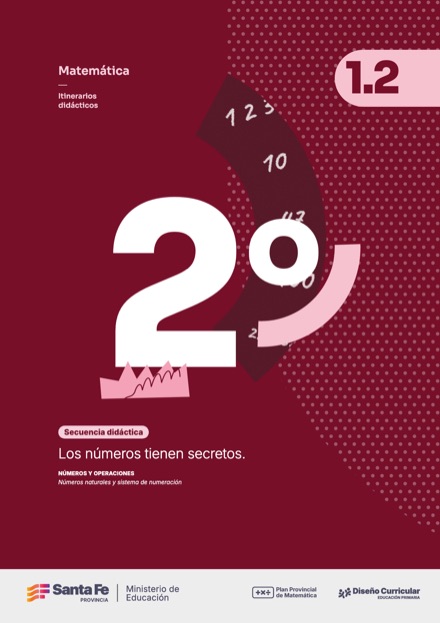 Matemática
Itinerarios
didácticos
1.2
1 2 3
10
2º
Secuencia didáctica
Los números tienen secretos.
NÚMEROS Y OPERACIONES
Números naturales y sistema de numeración
Santa Fe
PROVINCIA
Ministerio de
Educación
Plan Provincial
de Matemática
Diseño Curricular
EDUCACIÓN PRIMARIA